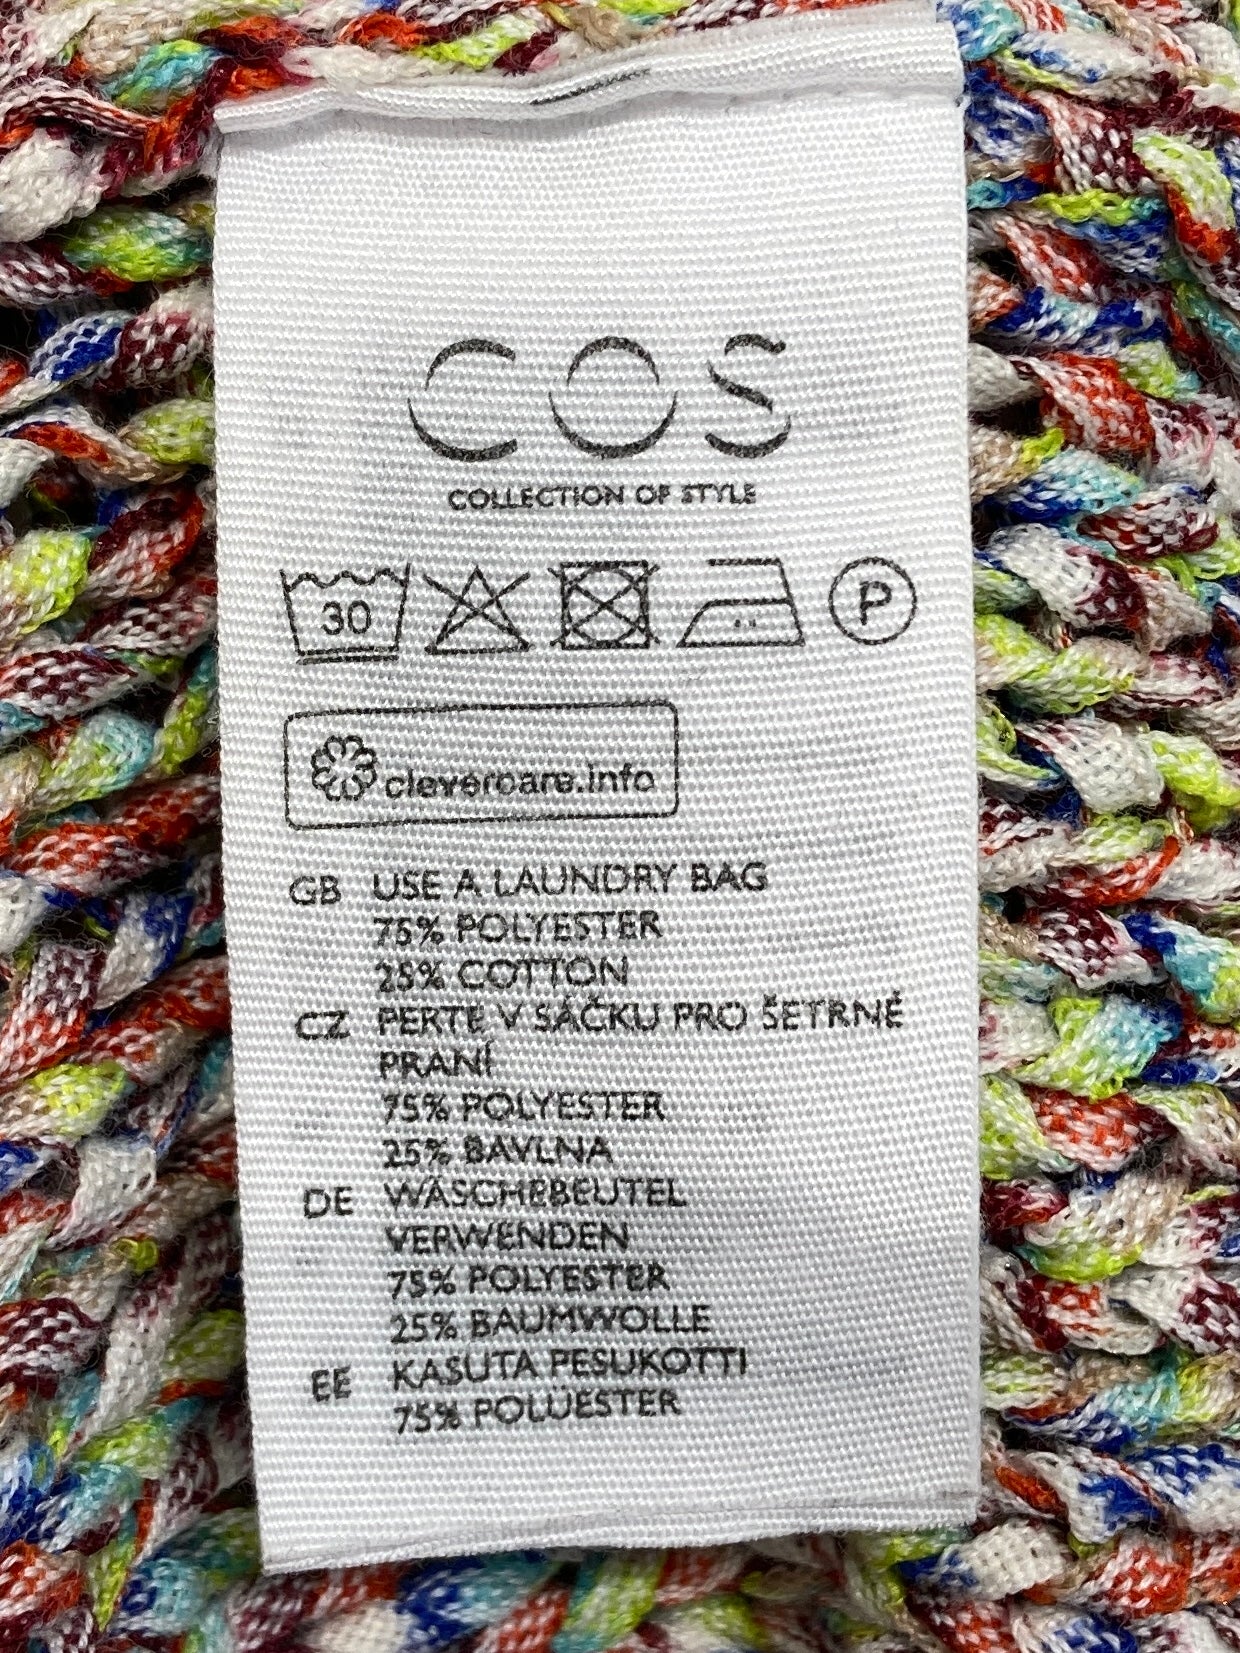 COS
COLLECTION OF STYLE
30 P
clevercare.info
GB USE A LAUNDRY BAG
75% POLYESTER
25% COTTON
CZ PERTE V SÁČKU PRO ŠETRNÉ
PRANÍ
75% POLYESTER
25% BAVLNA
DE WÄSCHEBEUTEL
VERWENDEN
75% POLYESTER
25% BAUMWOLLE
EE KASUTA PESUKOTTI
75% POLÜESTER